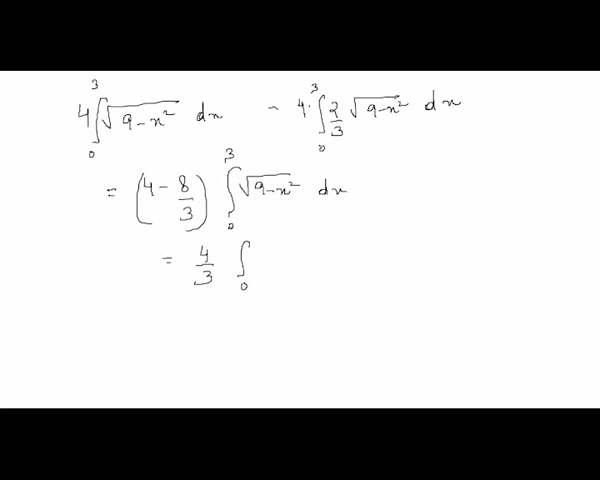 4 ∫₀³ √(9-x²) dx - 4. ∫₀³ 2/3 √(9-x²) dx
= (4 - 8/3) ∫₀³ √(9-x²) dx
= 4/3 ∫₀